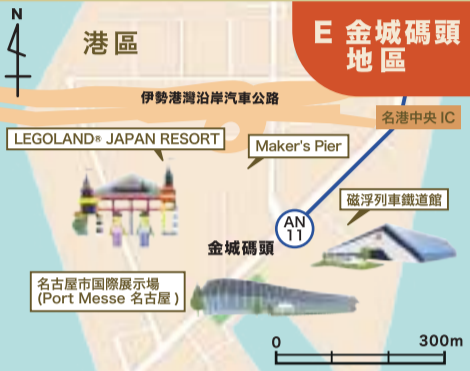 N
港區
E 金城碼頭
地區
伊勢港灣沿岸汽車公路
名港中央 IC
LEGOLAND® JAPAN RESORT
Maker's Pier
磁浮列車鐵道館
AN
11
金城碼頭
名古屋市国際展示場
(Port Messe 名古屋)
0
300m